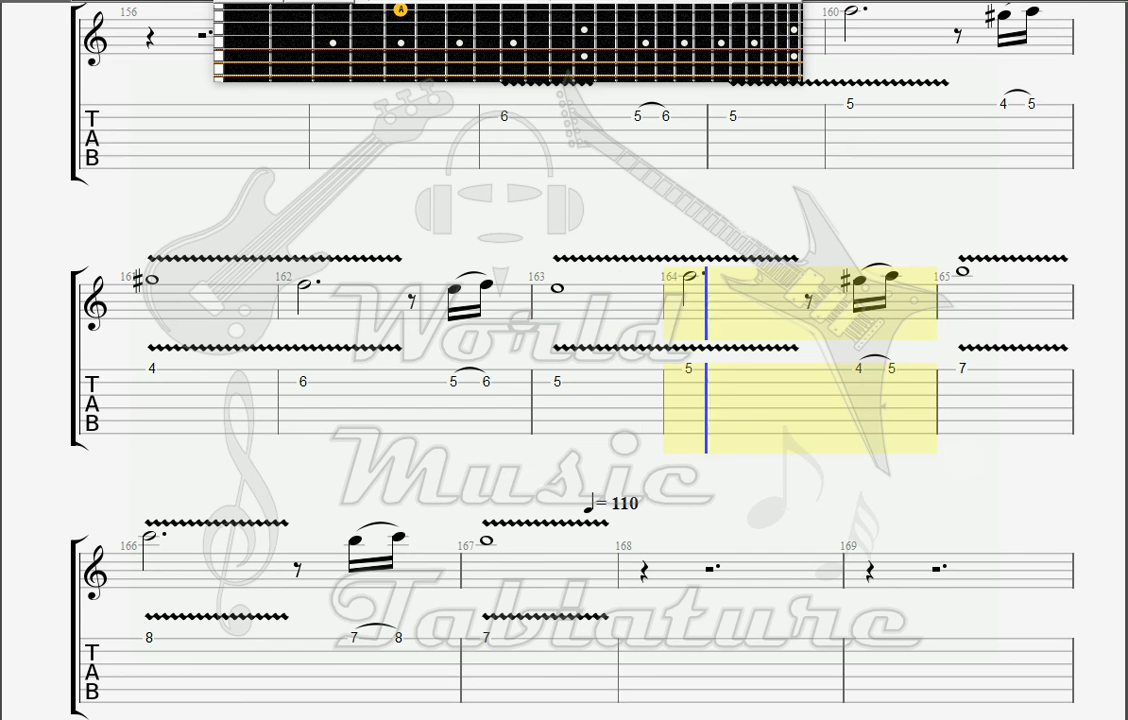 A
156
160
6 5 6 5 5 4 5
T
A
B
161 162 163 164 165
World
4 6 5 6 5 5 4 5 7
T
A
B
Music
= 110
166 167 168 169
Tablature
8 7 8 7
T
A
B